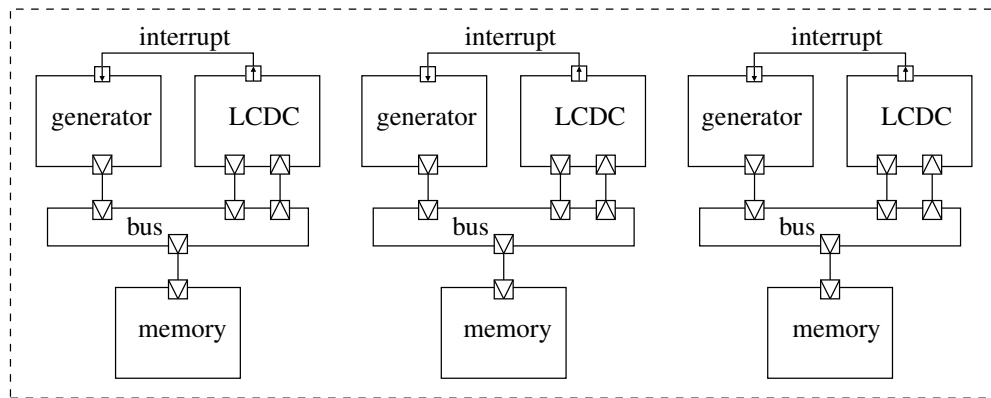 interrupt interrupt interrupt
generator LCDC generator LCDC generator LCDC
bus bus bus
memory memory memory